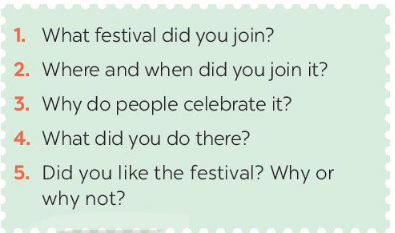 1. What festival did you join?
2. Where and when did you join it?
3. Why do people celebrate it?
4. What did you do there?
5. Did you like the festival? Why or
why not?